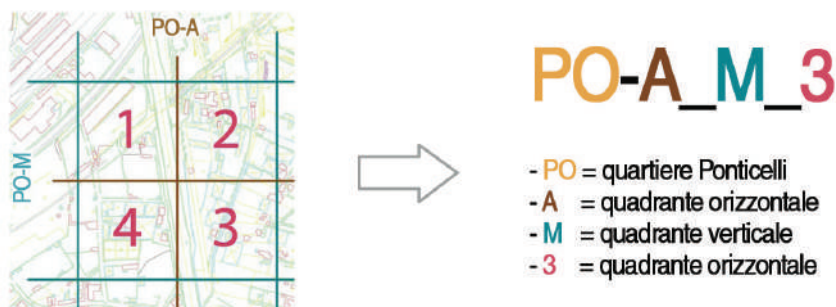 PO-A
1 2
PO-M
4 3
PO-A_M_3
- PO = quartiere Ponticelli
- A = quadrante orizzontale
- M = quadrante verticale
- 3 = quadrante orizzontale